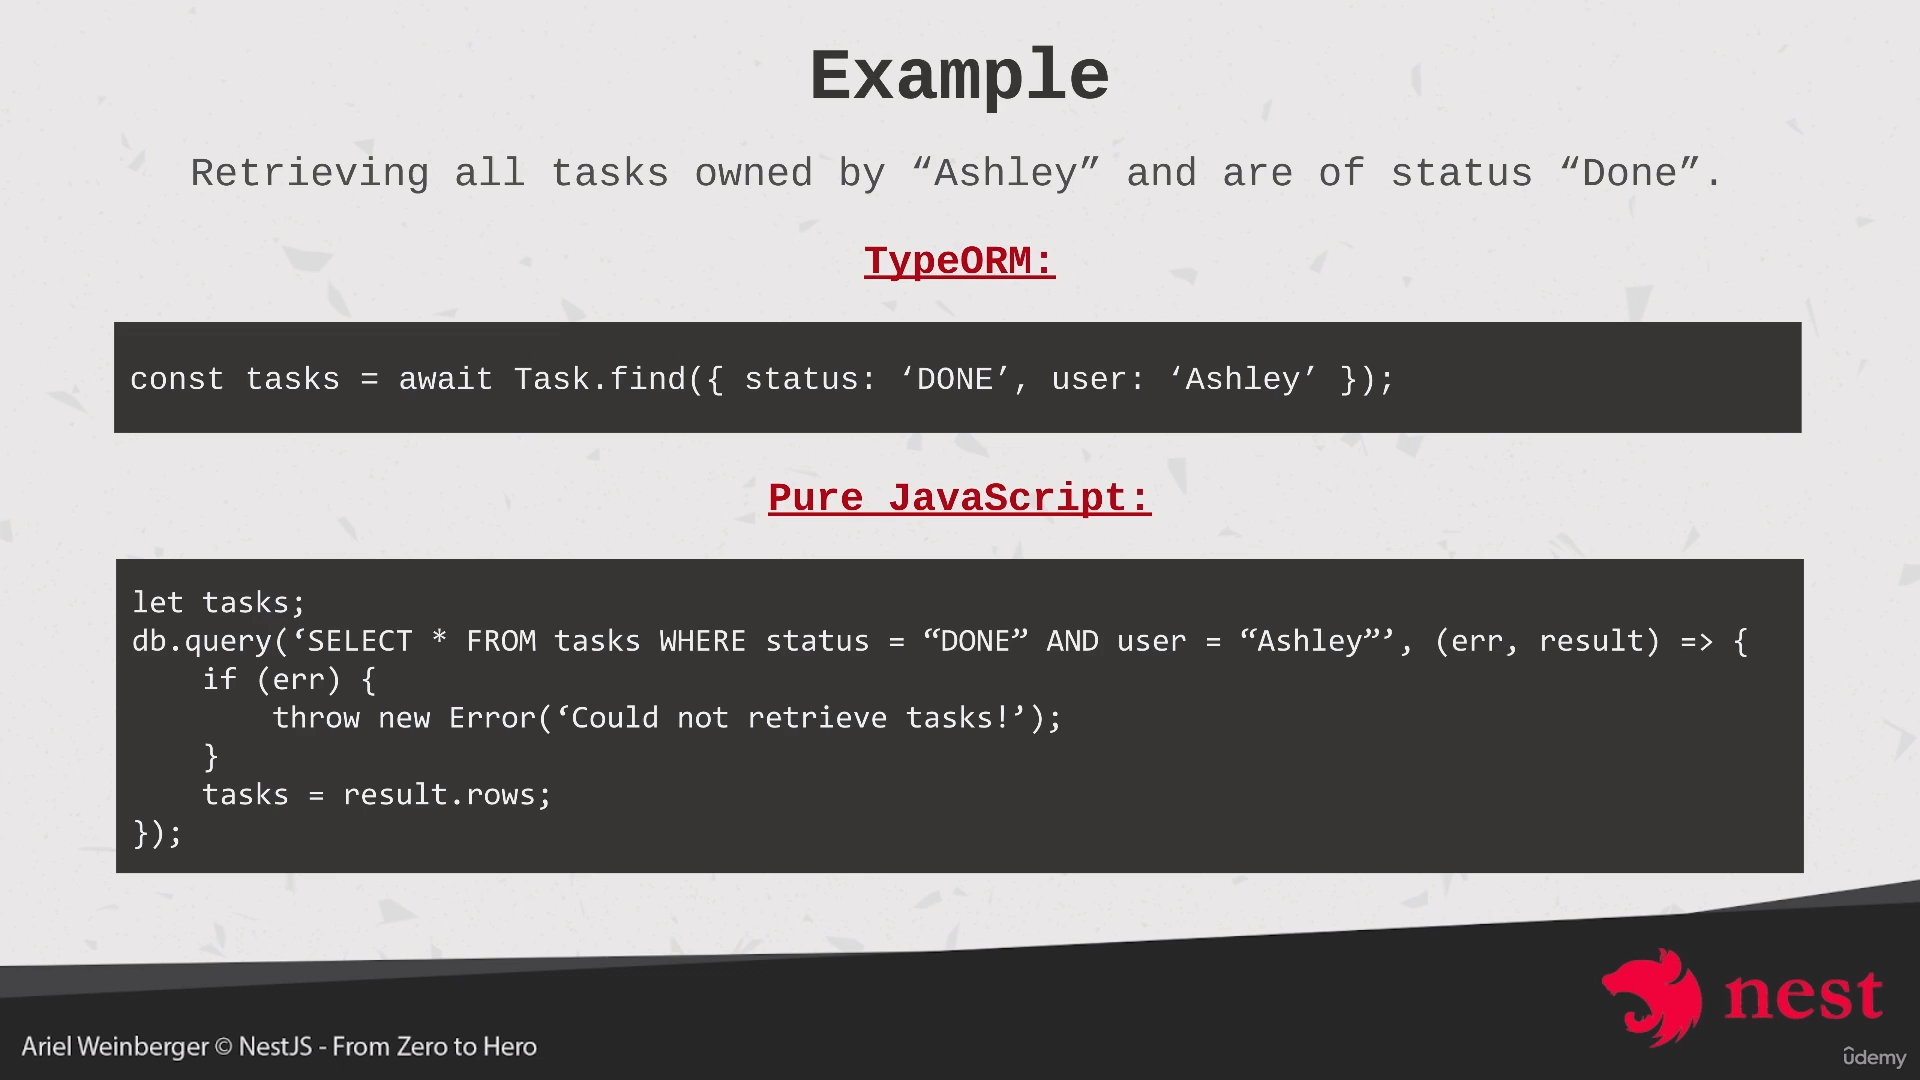 Example
Retrieving all tasks owned by “Ashley” and are of status “Done”.
TypeORM:
const tasks = await Task.find({ status: ‘DONE’, user: ‘Ashley’ });
Pure JavaScript:
let tasks;
db.query(‘SELECT * FROM tasks WHERE status = “DONE” AND user = “Ashley”’, (err, result) => {
    if (err) {
        throw new Error(‘Could not retrieve tasks!’);
    }
    tasks = result.rows;
});
nest
Ariel Weinberger © NestJS - From Zero to Hero
ûdemy